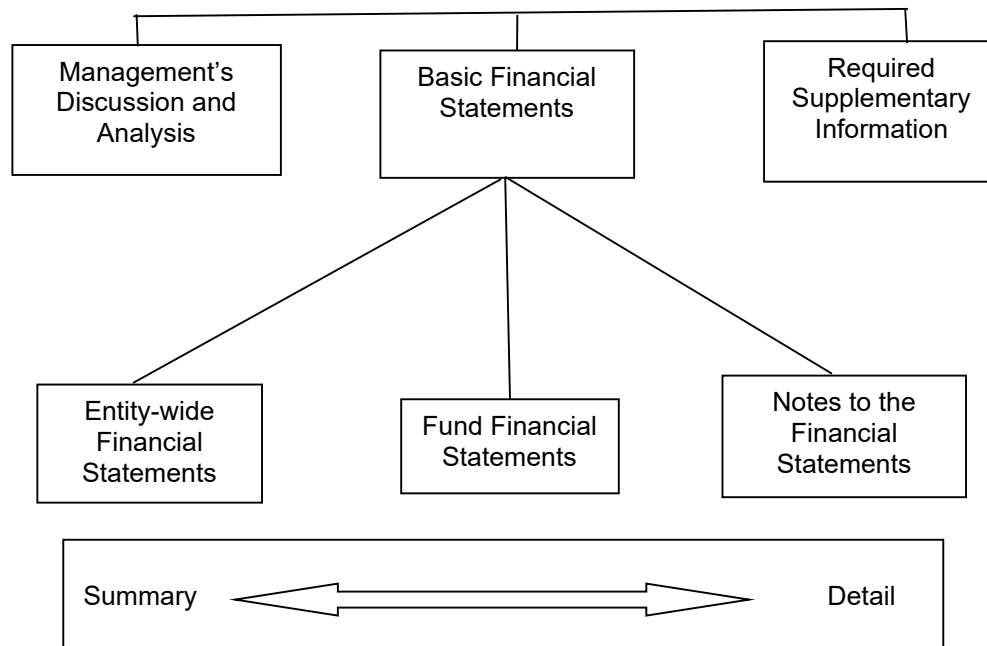 Management’s
Discussion and
Analysis
Basic Financial
Statements
Required
Supplementary
Information
Entity-wide
Financial
Statements
Fund Financial
Statements
Notes to the
Financial
Statements
Summary
Detail